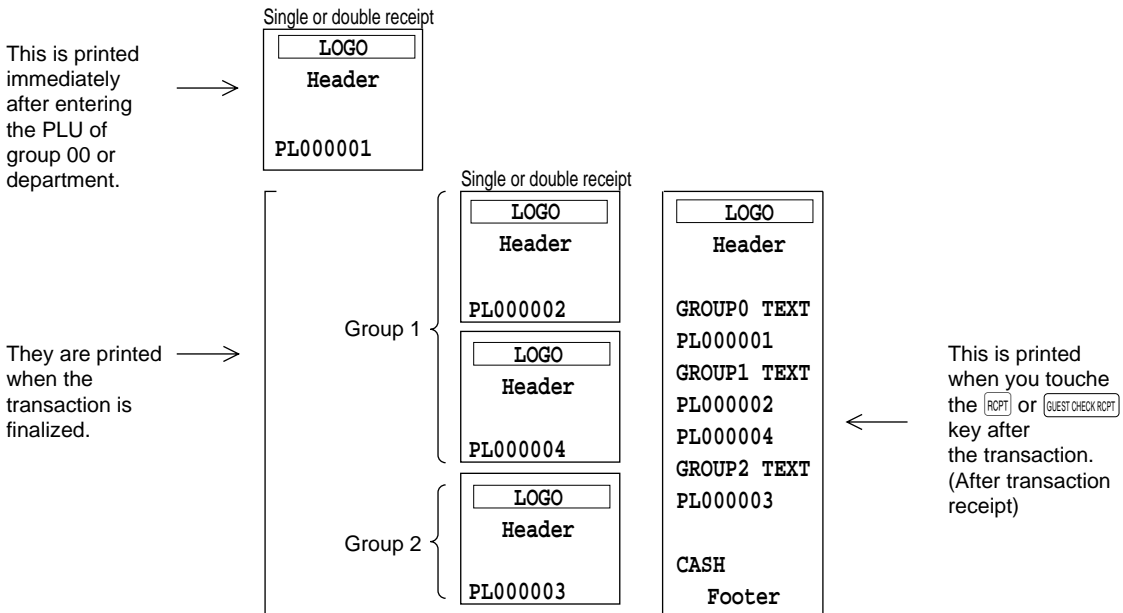 Single or double receipt
This is printed
immediately
after entering
the PLU of
group 00 or
department.
LOGO
Header
PL000001
Single or double receipt
They are printed
when the
transaction is
finalized.
Group 1
LOGO
Header
PL000002
LOGO
Header
PL000004
Group 2
LOGO
Header
PL000003
LOGO
Header
GROUP0 TEXT
PL000001
GROUP1 TEXT
PL000002
PL000004
GROUP2 TEXT
PL000003
CASH
Footer
This is printed
when you touche
the RCPT or GUEST CHECK RCPT
key after
the transaction.
(After transaction
receipt)